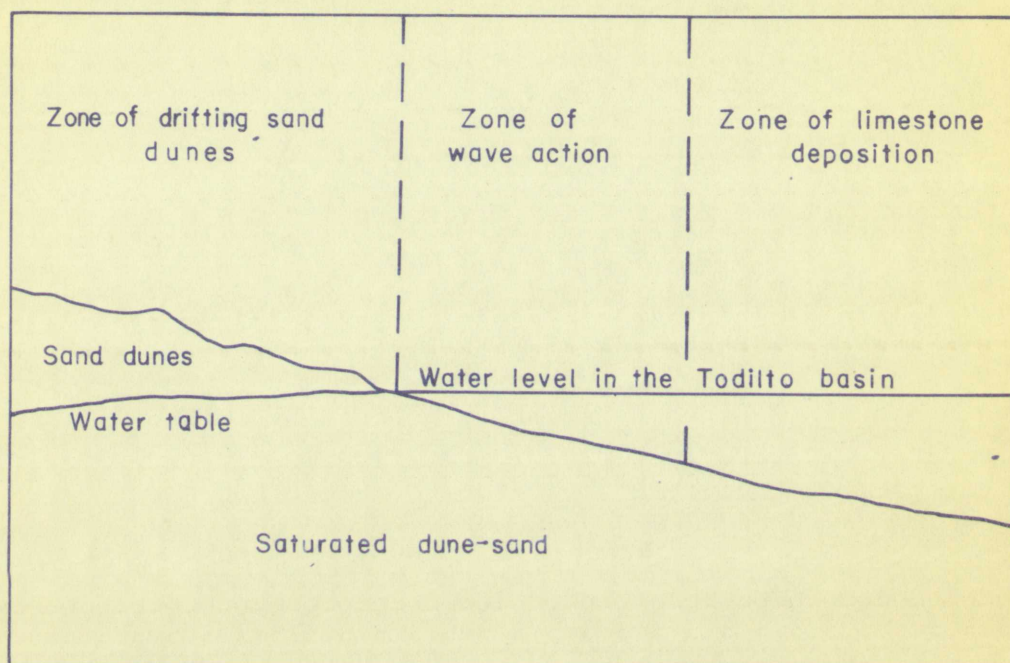 Zone of drifting sand
dunes
Zone of
wave action
Zone of limestone
deposition
Sand dunes
Water level in the Todilto basin
Water table
Saturated dune-sand